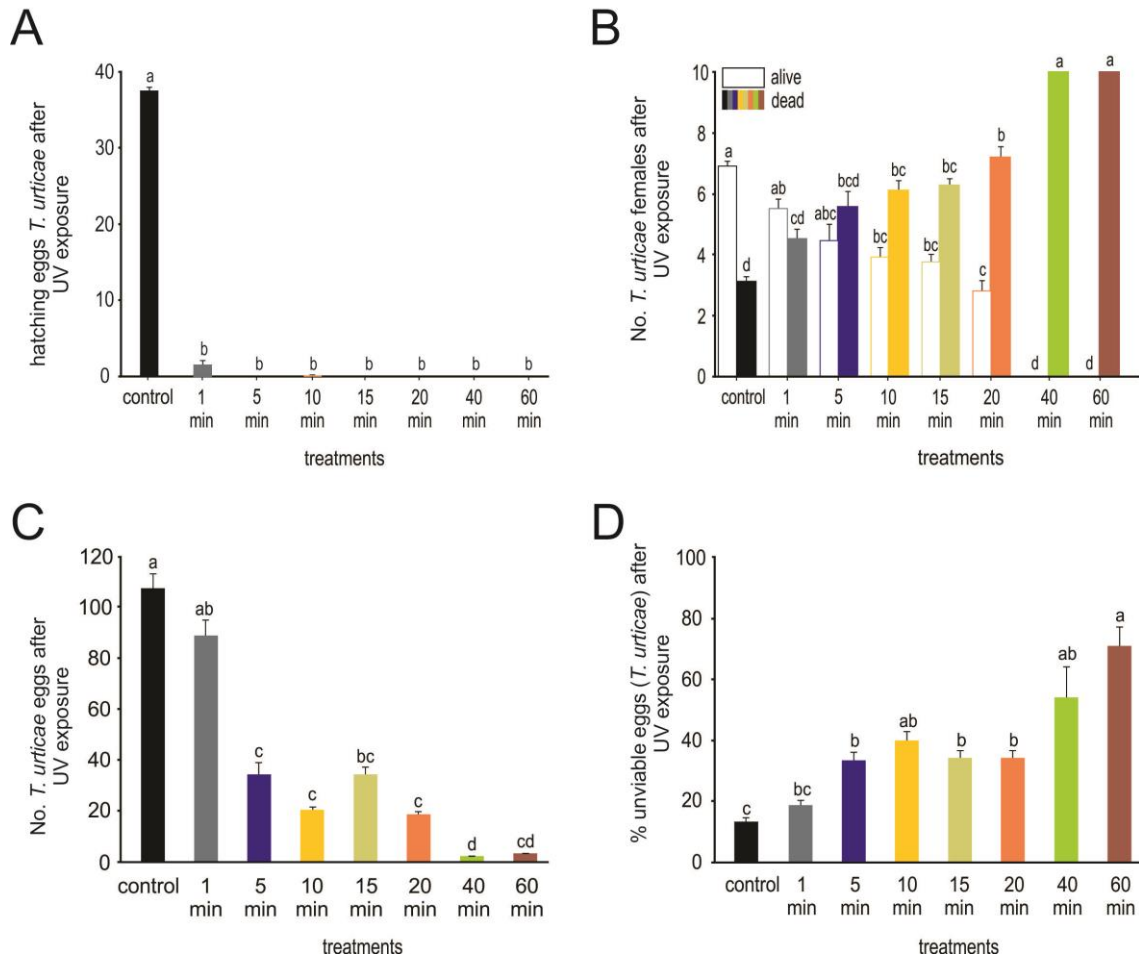 A
hatching eggs T. urticae after
UV exposure
40
30
20
10
0
a
b
b
b
b
b
b
b
control
1
min
5
min
10
min
15
min
20
min
40
min
60
min
treatments
B
No. T. urticae females after
UV exposure
10
8
6
4
2
0
alive
dead
a
d
ab
cd
abc
bcd
bc
bc
bc
bc
c
b
d
a
d
a
control
1
min
5
min
10
min
15
min
20
min
40
min
60
min
treatments
C
No. T. urticae eggs after
UV exposure
120
100
80
60
40
20
0
a
ab
c
c
bc
c
d
cd
control
1
min
5
min
10
min
15
min
20
min
40
min
60
min
treatments
D
% unviable eggs (T. urticae) after
UV exposure
100
80
60
40
20
0
c
bc
b
ab
b
b
ab
a
control
1
min
5
min
10
min
15
min
20
min
40
min
60
min
treatments